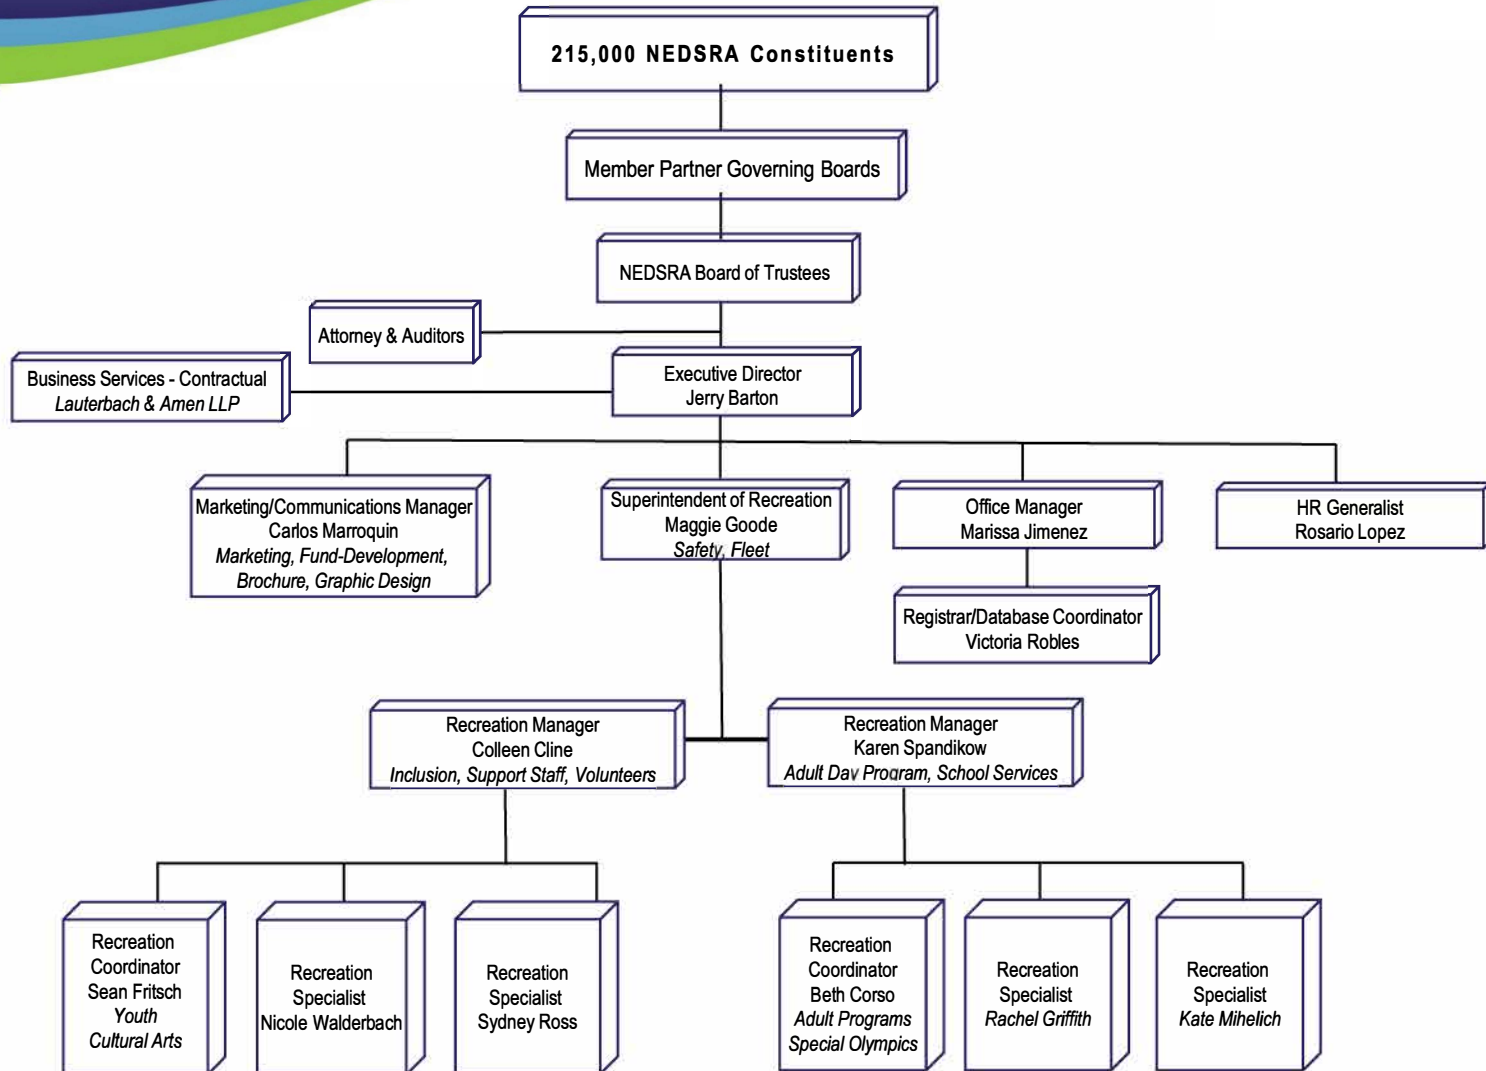 215,000 NEDSRA Constituents
Member Partner Governing Boards
NEDSRA Board of Trustees
Attorney & Auditors
Business Services - Contractual
Lauterbach & Amen LLP
Executive Director
Jerry Barton
Marketing/Communications Manager
Carlos Marroquin
Marketing, Fund-Development,
Brochure, Graphic Design
Superintendent of Recreation
Maggie Goode
Safety, Fleet
Office Manager
Marissa Jimenez
HR Generalist
Rosario Lopez
Registrar/Database Coordinator
Victoria Robles
Recreation Manager
Colleen Cline
Inclusion, Support Staff, Volunteers
Recreation Manager
Karen Spandikow
Adult Dav Program, School Services
Recreation
Coordinator
Sean Fritsch
Youth
Cultural Arts
Recreation
Specialist
Nicole Walderbach
Recreation
Specialist
Sydney Ross
Recreation
Coordinator
Beth Corso
Adult Programs
Special Olympics
Recreation
Specialist
Rachel Griffith
Recreation
Specialist
Kate Mihelich